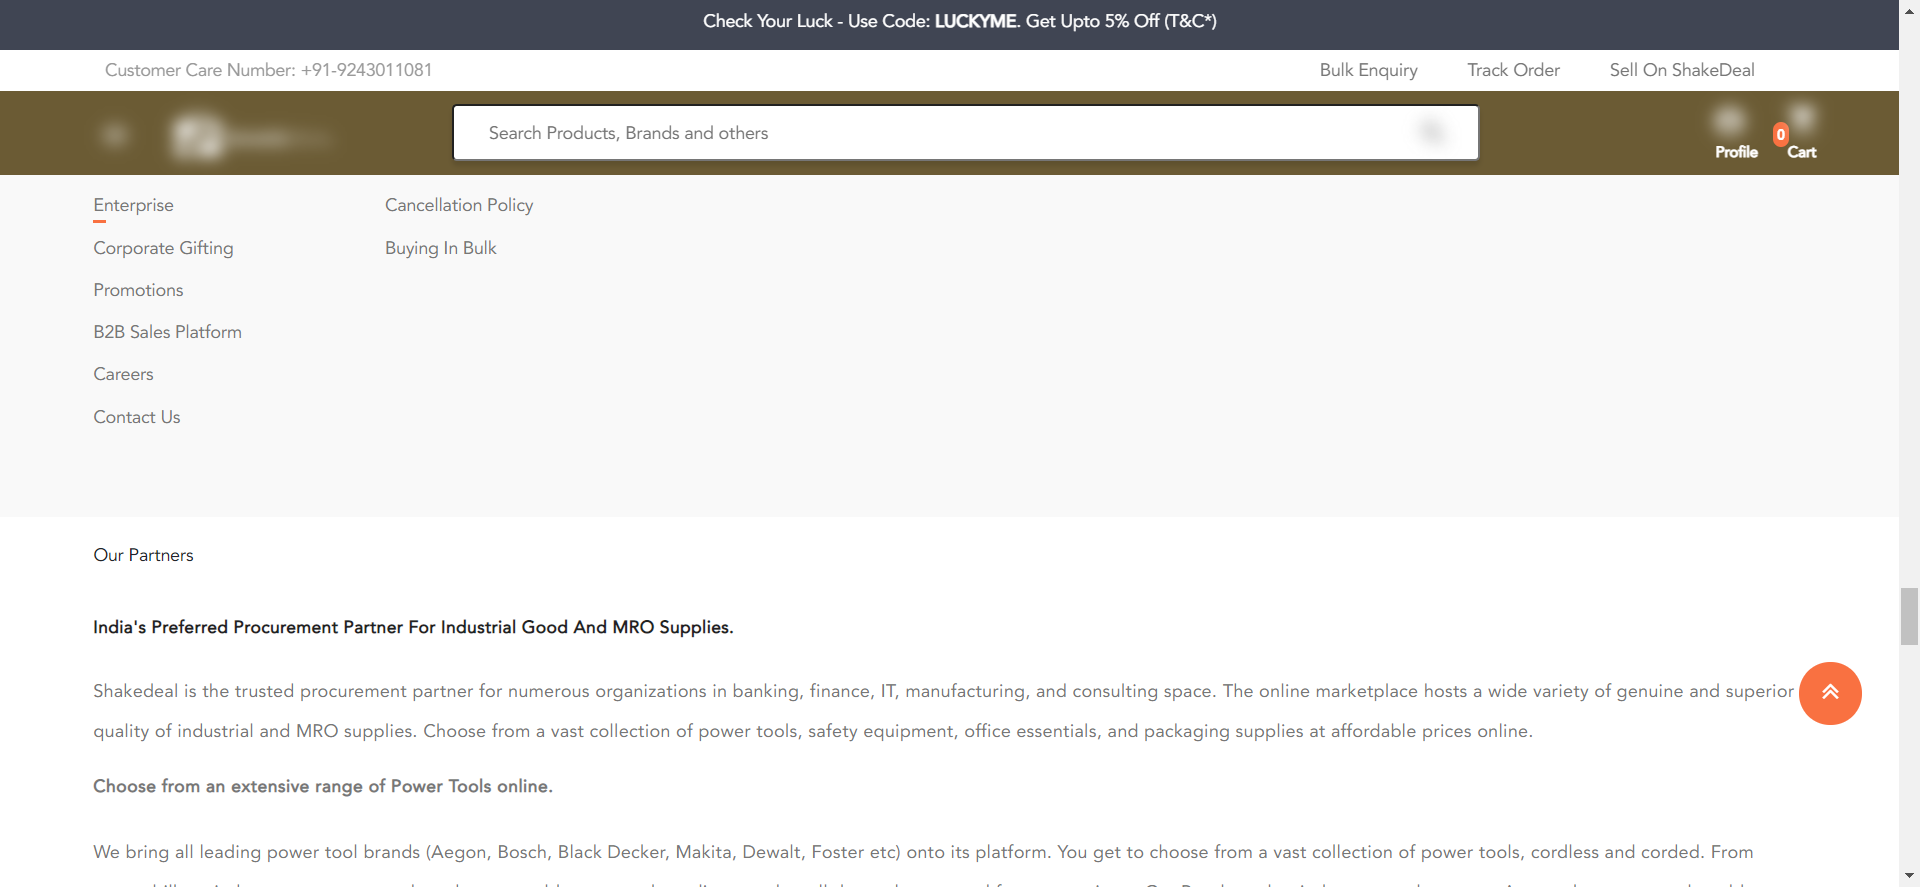 Check Your Luck - Use Code: LUCKYME. Get Upto 5% Off (T&C*)
Customer Care Number: +91-9243011081
Bulk Enquiry
Track Order
Sell On ShakeDeal
Search Products, Brands and others
Profile
0
Cart
Enterprise
Corporate Gifting
Promotions
B2B Sales Platform
Careers
Contact Us
Cancellation Policy
Buying In Bulk
Our Partners
India's Preferred Procurement Partner For Industrial Good And MRO Supplies.
Shakedeal is the trusted procurement partner for numerous organizations in banking, finance, IT, manufacturing, and consulting space. The online marketplace hosts a wide variety of genuine and superior
quality of industrial and MRO supplies. Choose from a vast collection of power tools, safety equipment, office essentials, and packaging supplies at affordable prices online.
Choose from an extensive range of Power Tools online.
We bring all leading power tool brands (Aegon, Bosch, Black Decker, Makita, Dewalt, Foster etc) onto its platform. You get to choose from a vast collection of power tools, cordless and corded. From